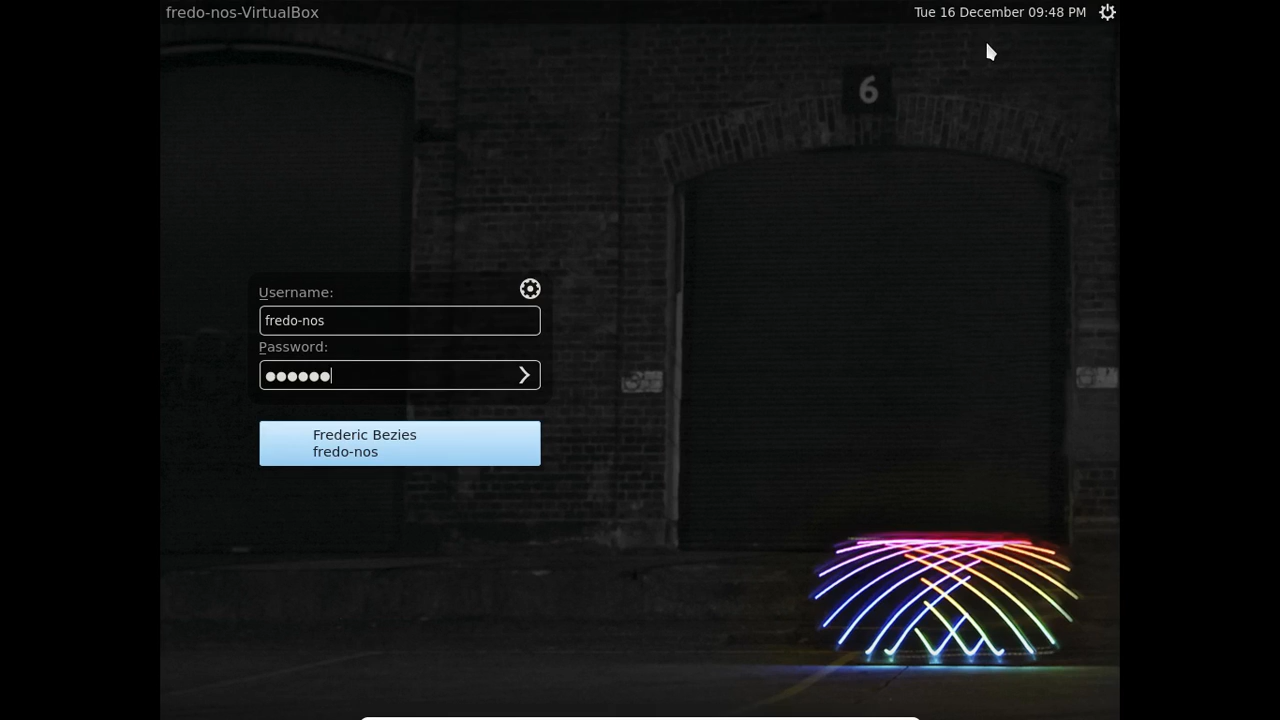 fredo-nos-VirtualBox
Tue 16 December 09:48 PM
6
Username:
fredo-nos
Password:
●●●●●●
Frederic Bezies
fredo-nos